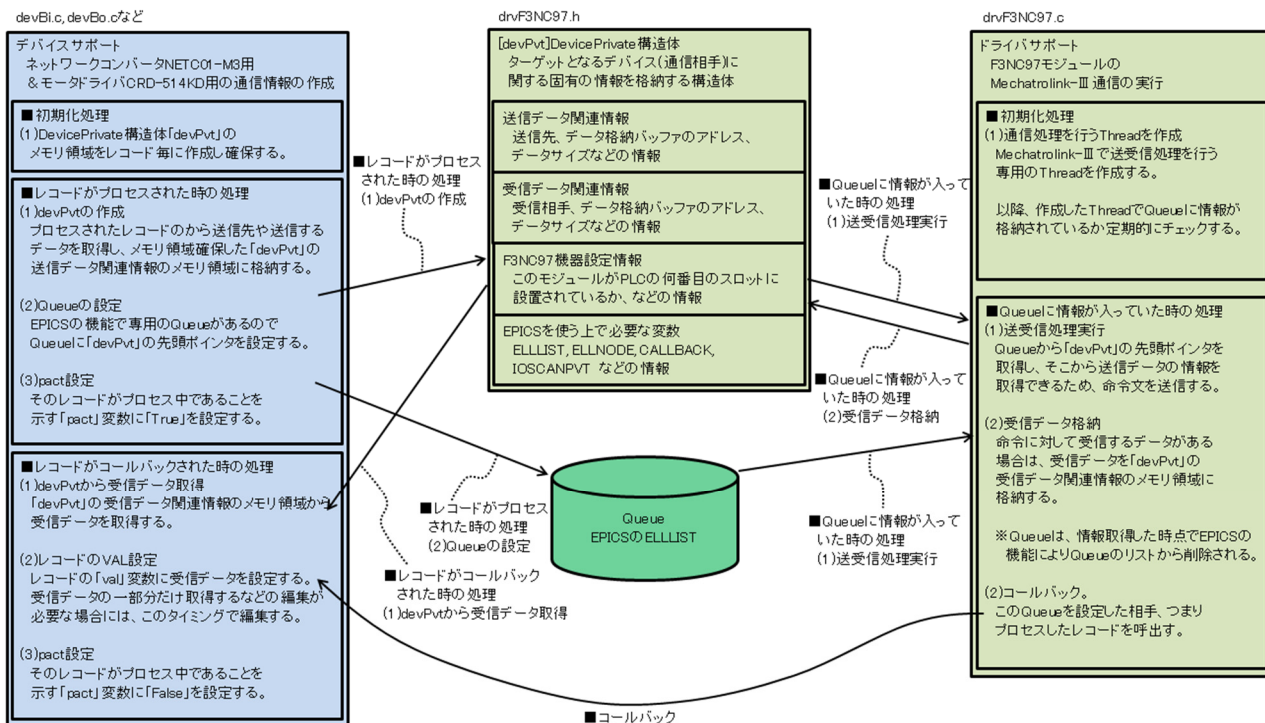 devBi.c, devBo.cなど
デバイスサポート
ネットワークコンバータNETC01-M3用
&モータドライバCRD-514KD用の通信情報の作成
■初期化処理
(1)DevicePrivate構造体「devPvt」の
メモリ領域をレコード毎に作成し確保する。
■レコードがプロセスされた時の処理
(1)devPvtの作成
プロセスされたレコードのから送信先や送信する
データを取得し、メモリ領域確保した「devPvt」の
送信データ関連情報のメモリ領域に格納する。
(2)Queueの設定
EPICSの機能で専用のQueueがあるので
Queueに「devPvt」の先頭ポインタを設定する。
(3)pact設定
そのレコードがプロセス中であることを
示す「pact」変数に「True」を設定する。
■レコードがコールバックされた時の処理
(1)devPvtから受信データ取得
「devPvt」の受信データ関連情報のメモリ領域から
受信データを取得する。
(2)レコードのVAL設定
レコードの「val」変数に受信データを設定する。
受信データの一部分だけ取得するなどの編集が
必要な場合には、このタイミングで編集する。
(3)pact設定
そのレコードがプロセス中であることを
示す「pact」変数に「False」を設定する。
■レコードがプロセス
された時の処理
(1)devPvtの作成
drvF3NC97.h
[devPvt]DevicePrivate構造体
ターゲットとなるデバイス(通信相手)に
関する固有の情報を格納する構造体
送信データ関連情報
送信先、データ格納バッファのアドレス、
データサイズなどの情報
受信データ関連情報
受信相手、データ格納バッファのアドレス、
データサイズなどの情報
F3NC97機器設定情報
このモジュールがPLCの何番目のスロットに
設置されているか、などの情報
EPICSを使う上で必要な変数
ELLLIST, ELLNODE, CALLBACK,
IOSCANPVT などの情報
■レコードがプロセス
された時の処理
(2)Queueの設定
■レコードがコールバック
された時の処理
(1)devPvtから受信データ取得
Queue
EPICSのELLLIST
■Queueに情報が入って
いた時の処理
(1)送受信処理実行
■Queueに情報が入って
いた時の処理
(2)受信データ格納
■Queueに情報が入って
いた時の処理
(1)送受信処理実行
■コールバック
drvF3NC97.c
ドライバサポート
F3NC97モジュールの
Mechatrolink-Ⅲ 通信の実行
■初期化処理
(1)通信処理を行うThreadを作成
Mechatrolink-Ⅲで送受信処理を行う
専用のThreadを作成する。
以降、作成したThreadでQueueに情報が
格納されているか定期的にチェックする。
■Queueに情報が入っていた時の処理
(1)送受信処理実行
Queueから「devPvt」の先頭ポインタを
取得し、そこから送信データの情報を
取得できるため、命令文を送信する。
(2)受信データ格納
命令に対して受信するデータがある
場合は、受信データを「devPvt」の
受信データ関連情報のメモリ領域に
格納する。
※Queueは、情報取得した時点でEPICSの
機能によりQueueのリストから削除される。
(2)コールバック。
このQueueを設定した相手、つまり
プロセスしたレコードを呼出す。